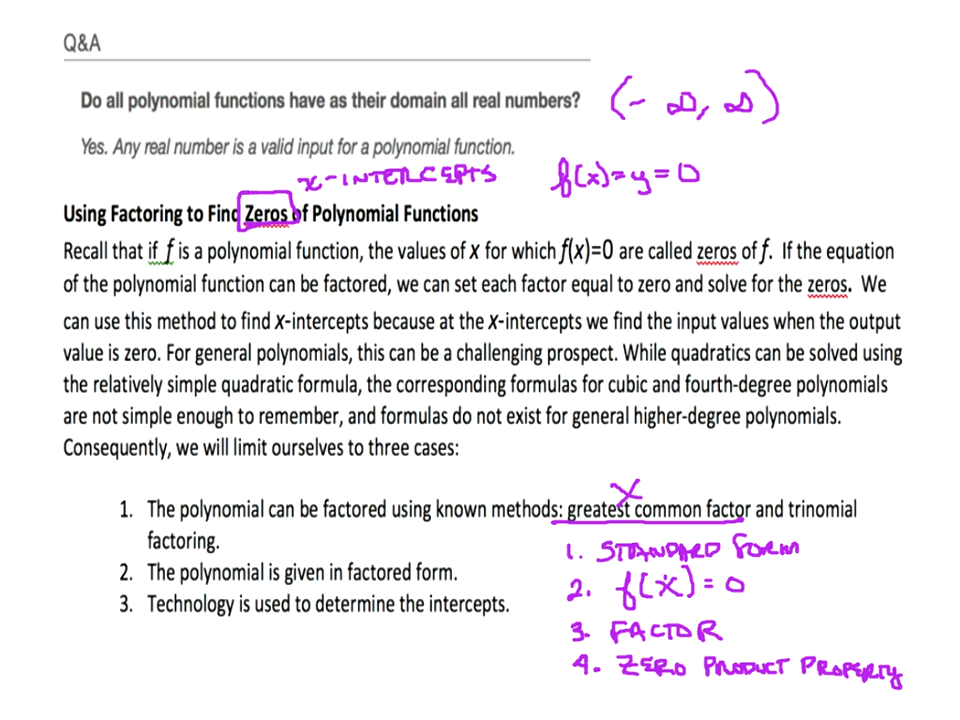 Q&A
Do all polynomial functions have as their domain all real numbers? (-∞, ∞)
Yes. Any real number is a valid input for a polynomial function.
x-INTERCEPTS f(x)=y=0
Using Factoring to Find Zeros of Polynomial Functions
Recall that if f is a polynomial function, the values of x for which f(x)=0 are called zeros of f. If the equation
of the polynomial function can be factored, we can set each factor equal to zero and solve for the zeros. We
can use this method to find x-intercepts because at the x-intercepts we find the input values when the output
value is zero. For general polynomials, this can be a challenging prospect. While quadratics can be solved using
the relatively simple quadratic formula, the corresponding formulas for cubic and fourth-degree polynomials
are not simple enough to remember, and formulas do not exist for general higher-degree polynomials.
Consequently, we will limit ourselves to three cases:
X
1. The polynomial can be factored using known methods: greatest common factor and trinomial
factoring.
1. STANDARD FORM
2. The polynomial is given in factored form.
2. f(x) = 0
3. Technology is used to determine the intercepts.
3. FACTOR
4. ZERO PRODUCT PROPERTY